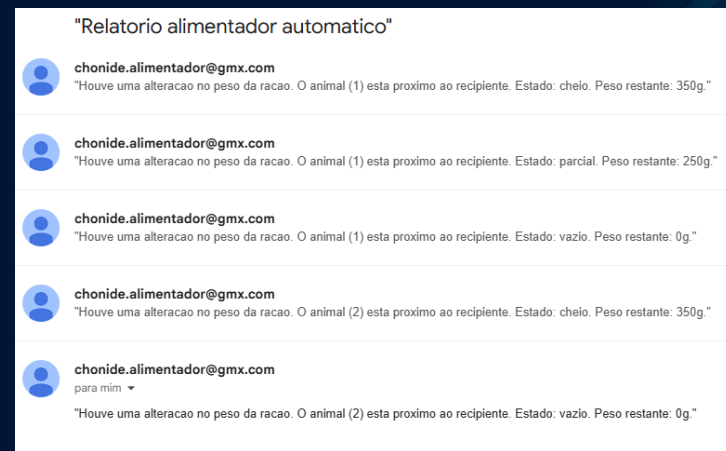 "Relatorio alimentador automatico"
chonide.alimentador@gmx.com
"Houve uma alteracao no peso da racao. O animal (1) esta proximo ao recipiente. Estado: cheio. Peso restante: 350g."
chonide.alimentador@gmx.com
"Houve uma alteracao no peso da racao. O animal (1) esta proximo ao recipiente. Estado: parcial. Peso restante: 250g."
chonide.alimentador@gmx.com
"Houve uma alteracao no peso da racao. O animal (1) esta proximo ao recipiente. Estado: vazio. Peso restante: 0g."
chonide.alimentador@gmx.com
"Houve uma alteracao no peso da racao. O animal (2) esta proximo ao recipiente. Estado: cheio. Peso restante: 350g."
chonide.alimentador@gmx.com
para mim
"Houve uma alteracao no peso da racao. O animal (2) esta proximo ao recipiente. Estado: vazio. Peso restante: 0g."